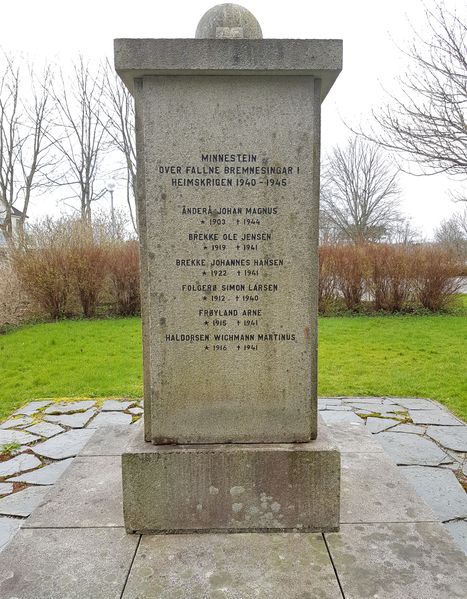 MINNESTEIN
OVER FALLNE BREMNESINGAR I
HEIMSKRIGEN 1940 - 1945
ÅNDERÅ JOHAN MAGNUS
* 1903 † 1944
BREKKE OLE JENSEN
* 1919 † 1941
BREKKE JOHANNES HANSEN
* 1922 † 1941
FOLGERØ SIMON LARSEN
* 1912 † 1940
FRØYLAND ARNE
* 1915 † 1941
HALDORSEN WICHMANN MARTINUS
* 1916 † 1941